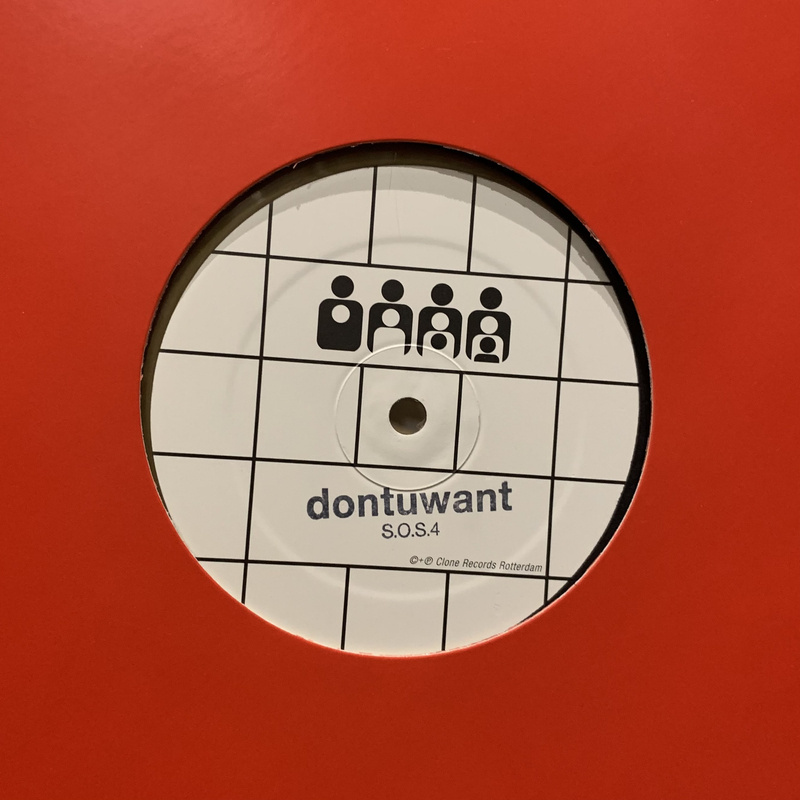 dontuwant
S.O.S.4
©+℗ Clone Records Rotterdam